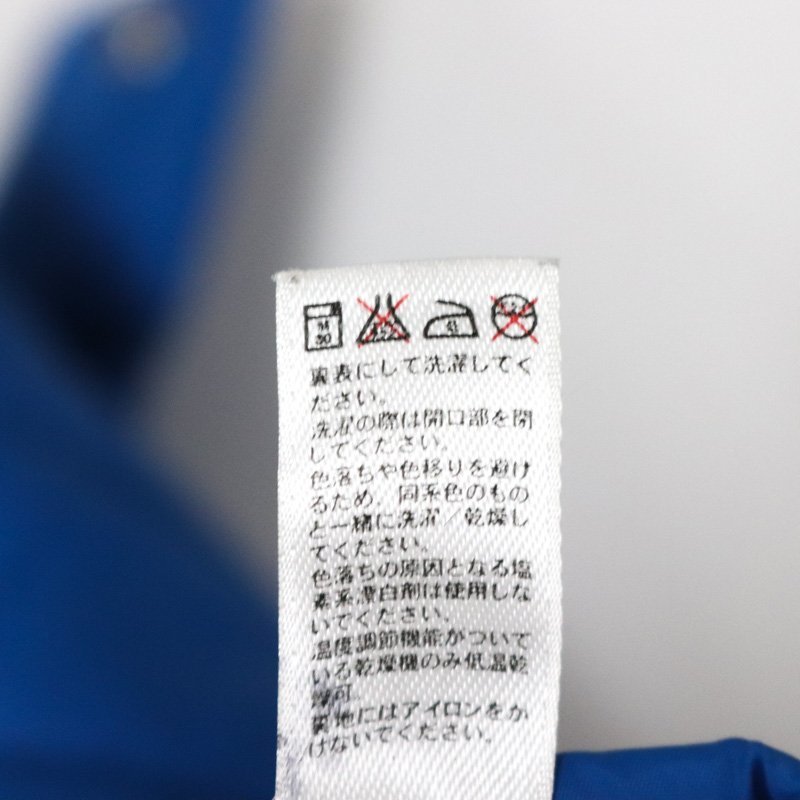 裏表にして洗濯してく
ださい。
洗濯の際は開口部を閉
してください。
色落ちや色移りを避け
るため、同系色のもの
と一緒に洗濯／乾燥し
てください。
色落ちの原因となる塩
素系漂白剤は使用しな
いでください。
温度調節機能がついて
いる乾燥機のみ低温乾
燥可。
裏地にはアイロンをか
けないでください。